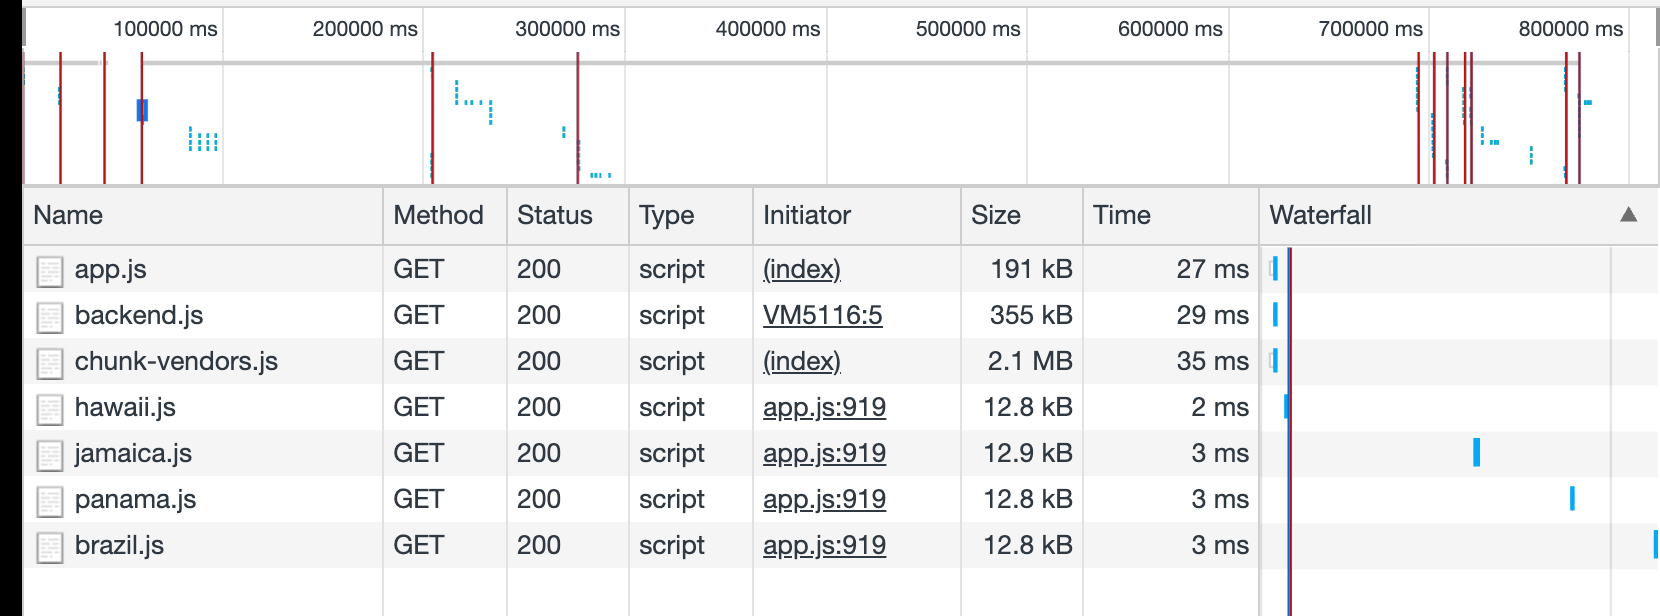 100000 ms 200000 ms 300000 ms 400000 ms 500000 ms 600000 ms 700000 ms 800000 ms
Name Method Status Type Initiator Size Time Waterfall ▲
app.js GET 200 script (index) 191 kB 27 ms
backend.js GET 200 script VM5116:5 355 kB 29 ms
chunk-vendors.js GET 200 script (index) 2.1 MB 35 ms
hawaii.js GET 200 script app.js:919 12.8 kB 2 ms
jamaica.js GET 200 script app.js:919 12.9 kB 3 ms
panama.js GET 200 script app.js:919 12.8 kB 3 ms
brazil.js GET 200 script app.js:919 12.8 kB 3 ms